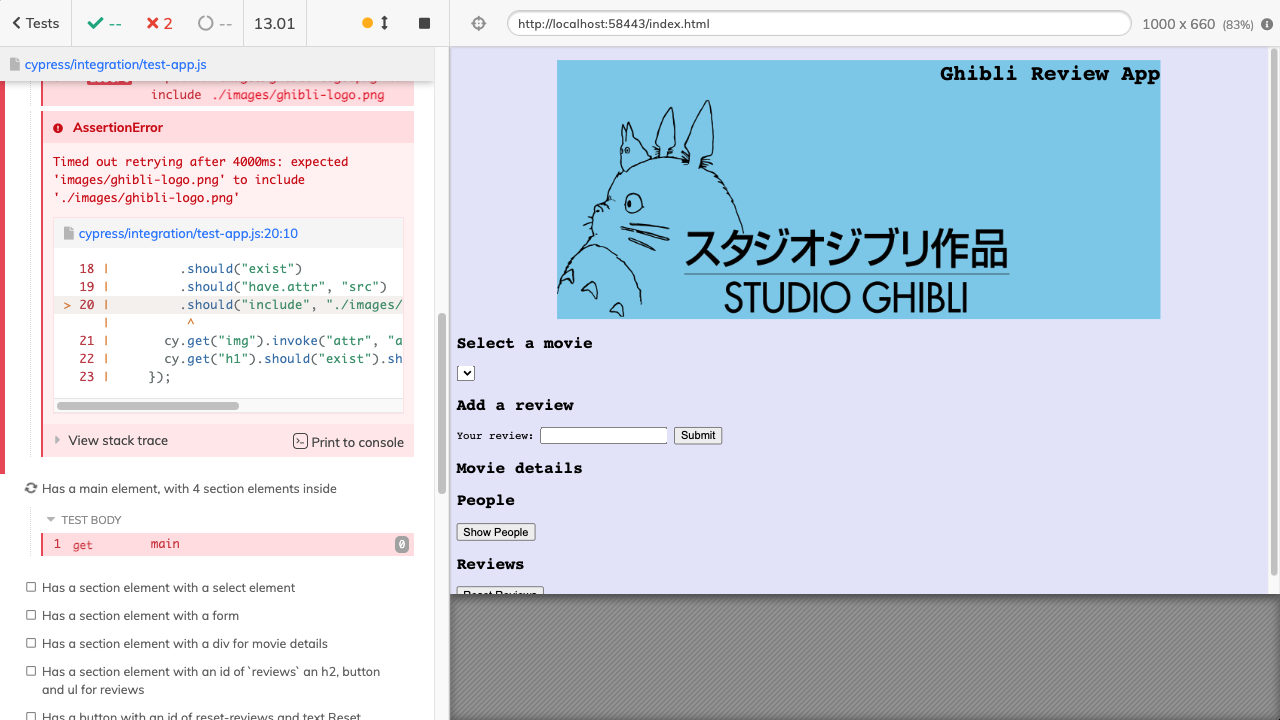 Tests
--
2
--
13.01
cypress/integration/test-app.js
include ./images/ghibli-logo.png
AssertionError
Timed out retrying after 4000ms: expected
'images/ghibli-logo.png' to include
'./images/ghibli-logo.png'
cypress/integration/test-app.js:20:10
18 | .should("exist")
19 | .should("have.attr", "src")
> 20 | .should("include", "./images/
| ^
21 | cy.get("img").invoke("attr", "a
22 | cy.get("h1").should("exist").sh
23 | });
View stack trace
Print to console
Has a main element, with 4 section elements inside
TEST BODY
1 get main 0
Has a section element with a select element
Has a section element with a form
Has a section element with a div for movie details
Has a section element with an id of `reviews` an h2, button
and ul for reviews
Has a button with an id of reset-reviews and text Reset
http://localhost:58443/index.html
1000 x 660 (83%)
Ghibli Review App
スタジオジブリ作品
STUDIO GHIBLI
Select a movie
Add a review
Your review:
Submit
Movie details
People
Show People
Reviews
Reset Reviews